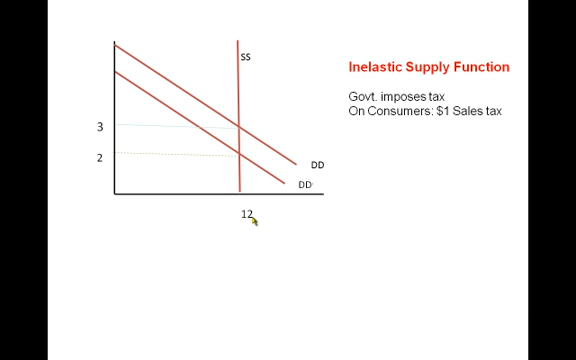 SS
Inelastic Supply Function
Govt. imposes tax
On Consumers: $1 Sales tax
3
2
DD
DD'
12